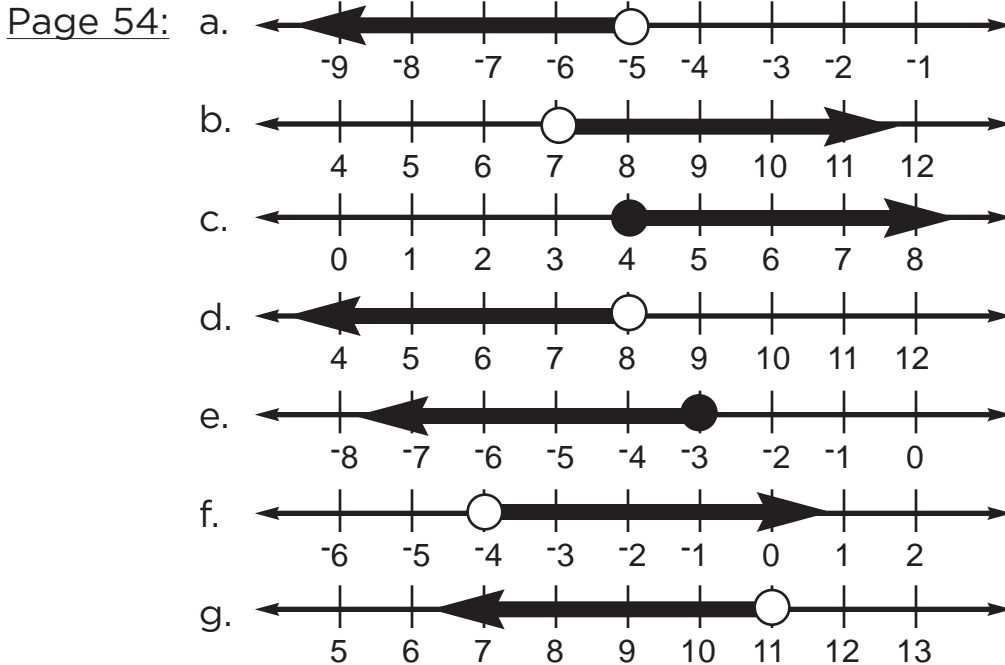 Page 54: a.
⁻9 ⁻8 ⁻7 ⁻6 ⁻5 ⁻4 ⁻3 ⁻2 ⁻1
b.
4 5 6 7 8 9 10 11 12
c.
0 1 2 3 4 5 6 7 8
d.
4 5 6 7 8 9 10 11 12
e.
⁻8 ⁻7 ⁻6 ⁻5 ⁻4 ⁻3 ⁻2 ⁻1 0
f.
⁻6 ⁻5 ⁻4 ⁻3 ⁻2 ⁻1 0 1 2
g.
5 6 7 8 9 10 11 12 13